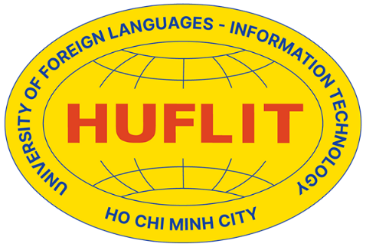 UNIVERSITY OF FOREIGN LANGUAGES - INFORMATION TECHNOLOGY
HUFLIT
HO CHI MINH CITY